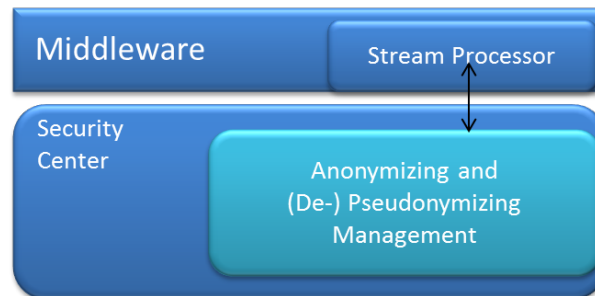 Middleware
Stream Processor
Security
Center
Anonymizing and
(De-) Pseudonymizing
Management